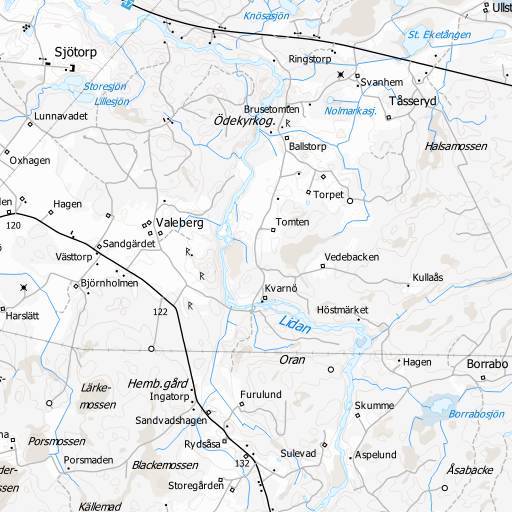 Knösasjön
Ullst
St. Eketången
Sjötorp
Ringstorp
Svanhem
Storesjön
Lillesjön
Brusetomten
Nolmarkasj.
Tåsseryd
Lunnavadet
Ödekyrkog.
R
Ballstorp
Halsamossen
Oxhagen
Torpet
Hagen
120
Valeberg
Tomten
Sandgärdet
R
Västtorp
Vedebacken
R
Kullaås
Björnholmen
Kvarnö
Harslätt
122
Höstmärket
Lidan
Oran
Hagen
Borrabo
Lärke-
mossen
Hemb.gård
Ingatorp
Furulund
Skumme
Borrabosjön
Sandvadshagen
Porsmossen
Rydsåsa
Sulevad
Porsmaden
Blackemossen
132
Aspelund
Åsabacke
Storegården
Källemad